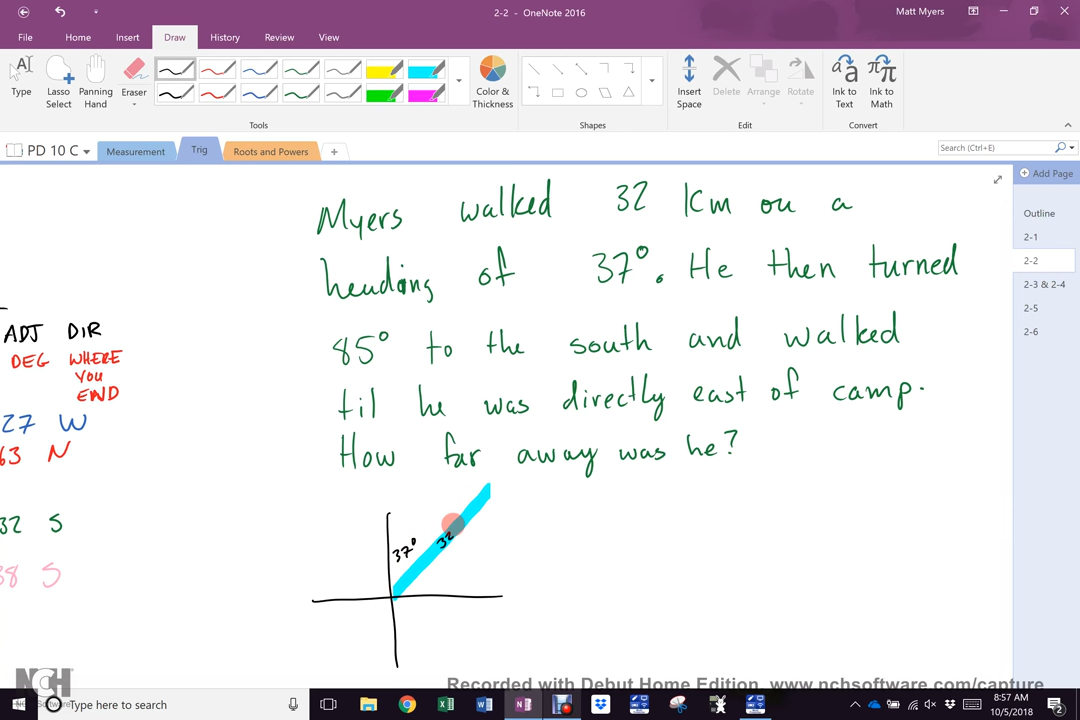 2-2 - OneNote 2016
Matt Myers
File Home Insert Draw History Review View
Type
Lasso Select
Panning Hand
Eraser
Color & Thickness
Insert Space
Delete
Arrange
Rotate
Ink to Text
Ink to Math
Tools
Shapes
Edit
Convert
PD 10 C
Measurement
Trig
Roots and Powers
Search (Ctrl+E)
Add Page
Outline
2-1
2-2
2-3 & 2-4
2-5
2-6
Myers walked 32 Km on a
heading of 37°. He then turned
85° to the south and walked
til he was directly east of camp.
How far away was he?
ADJ DIR
DEG WHERE
YOU
END
27 W
63 N
32 S
38 S
37°
32
NCH
NCH Software
Recorded with Debut Home Edition. www.nchsoftware.com/capture
Type here to search
8:57 AM
10/5/2018
2